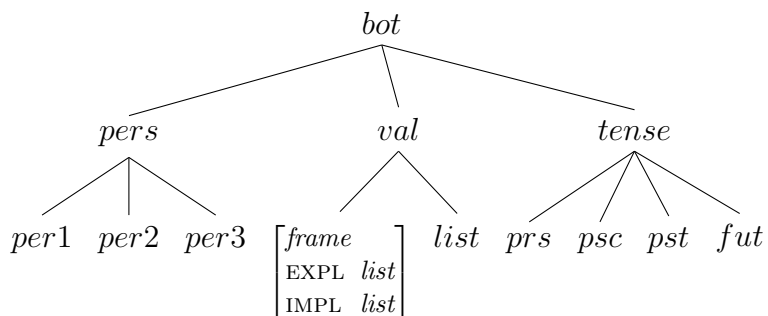 bot
pers val tense
per1 per2 per3 frame list prs psc pst fut
EXPL list
IMPL list